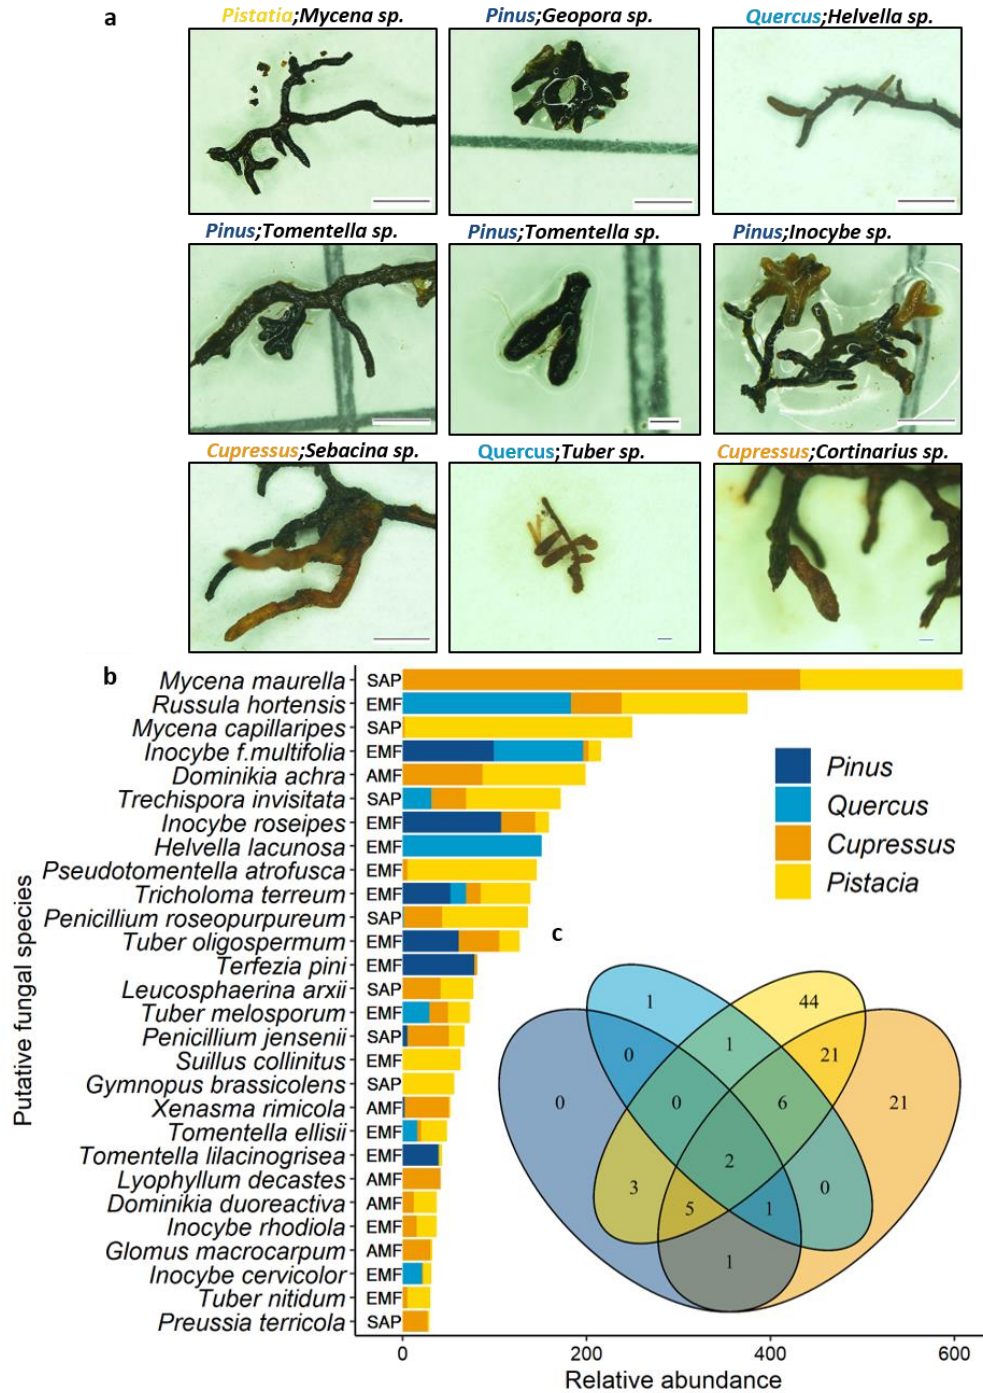 a
Pistatia;Mycena sp.
Pinus;Geopora sp.
Quercus;Helvella sp.
Pinus;Tomentella sp.
Pinus;Tomentella sp.
Pinus;Inocybe sp.
Cupressus;Sebacina sp.
Quercus;Tuber sp.
Cupressus;Cortinarius sp.
b
Putative fungal species
Mycena maurella SAP
Russula hortensis EMF
Mycena capillaripes SAP
Inocybe f.multifolia EMF
Dominikia achra AMF
Trechispora invisitata SAP
Inocybe roseipes EMF
Helvella lacunosa EMF
Pseudotomentella atrofusca EMF
Tricholoma terreum EMF
Penicillium roseopurpureum SAP
Tuber oligospermum EMF
Terfezia pini EMF
Leucosphaerina arxii SAP
Tuber melosporum EMF
Penicillium jensenii SAP
Suillus collinitus EMF
Gymnopus brassicolens SAP
Xenasma rimicola AMF
Tomentella ellisii EMF
Tomentella lilacinogrisea EMF
Lyophyllum decastes AMF
Dominikia duoreactiva AMF
Inocybe rhodiola EMF
Glomus macrocarpum AMF
Inocybe cervicolor EMF
Tuber nitidum EMF
Preussia terricola SAP
0 200 400 600
Relative abundance
Pinus
Quercus
Cupressus
Pistacia
c
1 44
0 1 21
0 0 6 21
2
3 5 1 0
1